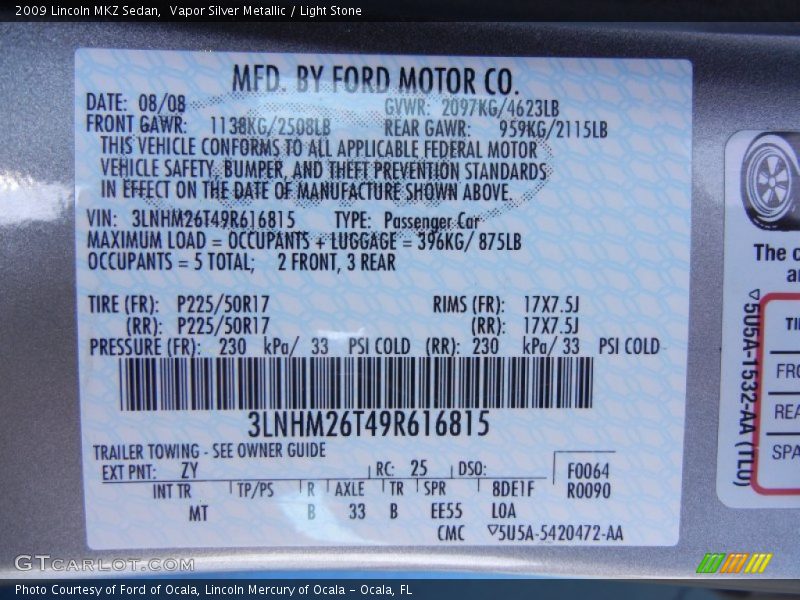 2009 Lincoln MKZ Sedan,  Vapor Silver Metallic / Light Stone
MFD. BY FORD MOTOR CO.
DATE: 08/08 GVWR: 2097KG/4623LB
FRONT GAWR: 1138KG/2508LB REAR GAWR: 959KG/2115LB
THIS VEHICLE CONFORMS TO ALL APPLICABLE FEDERAL MOTOR
VEHICLE SAFETY, BUMPER, AND THEFT PREVENTION STANDARDS
IN EFFECT ON THE DATE OF MANUFACTURE SHOWN ABOVE.
VIN: 3LNHM26T49R616815 TYPE: Passenger Car
MAXIMUM LOAD = OCCUPANTS + LUGGAGE = 396KG/ 875LB
OCCUPANTS = 5 TOTAL; 2 FRONT, 3 REAR
TIRE (FR): P225/50R17 RIMS (FR): 17X7.5J
(RR): P225/50R17 (RR): 17X7.5J
PRESSURE (FR): 230 kPa/ 33 PSI COLD (RR): 230 kPa/ 33 PSI COLD
3LNHM26T49R616815
TRAILER TOWING - SEE OWNER GUIDE
EXT PNT: ZY RC: 25 DSO: F0064
INT TR TP/PS R AXLE TR SPR 8DE1F R0090
MT B 33 B EE55 LOA
CMC 5U5A-5420472-AA
The
5U5A-1532-AA (TLU)
GTCARLOT.COM
Photo Courtesy of Ford of Ocala, Lincoln Mercury of Ocala – Ocala, FL